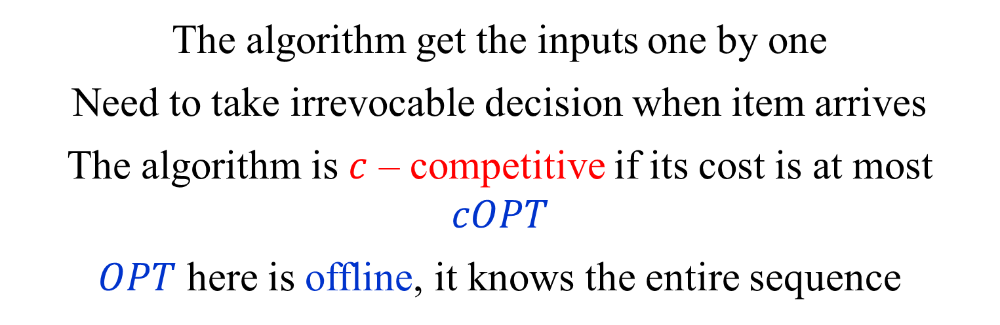 The algorithm get the inputs one by one
Need to take irrevocable decision when item arrives
The algorithm is c – competitive if its cost is at most
cOPT
OPT here is offline, it knows the entire sequence